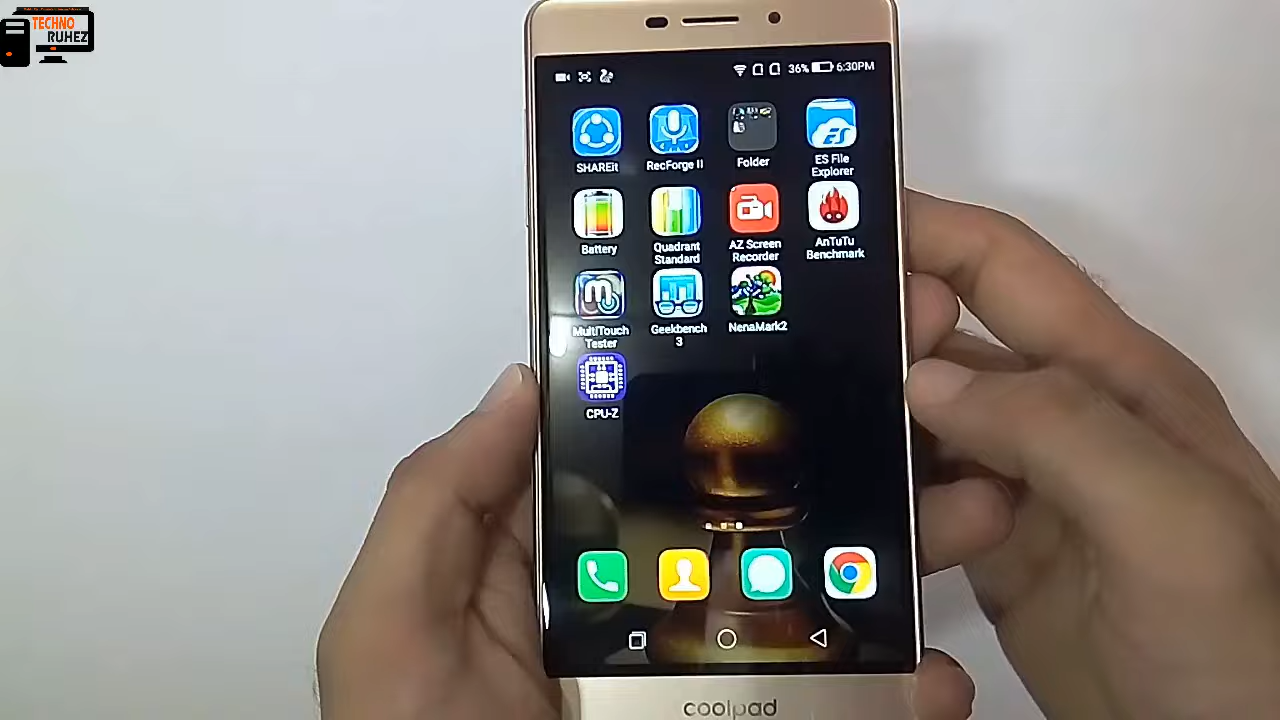 TECHNO
RUHEZ
36% 6:30PM
SHAREit
RecForge II
Folder
ES File
Explorer
ES
Battery
Quadrant
Standard
AZ Screen
Recorder
AnTuTu
Benchmark
MultiTouch
Tester
Geekbench
3
NenaMark2
CPU-Z
coolpad